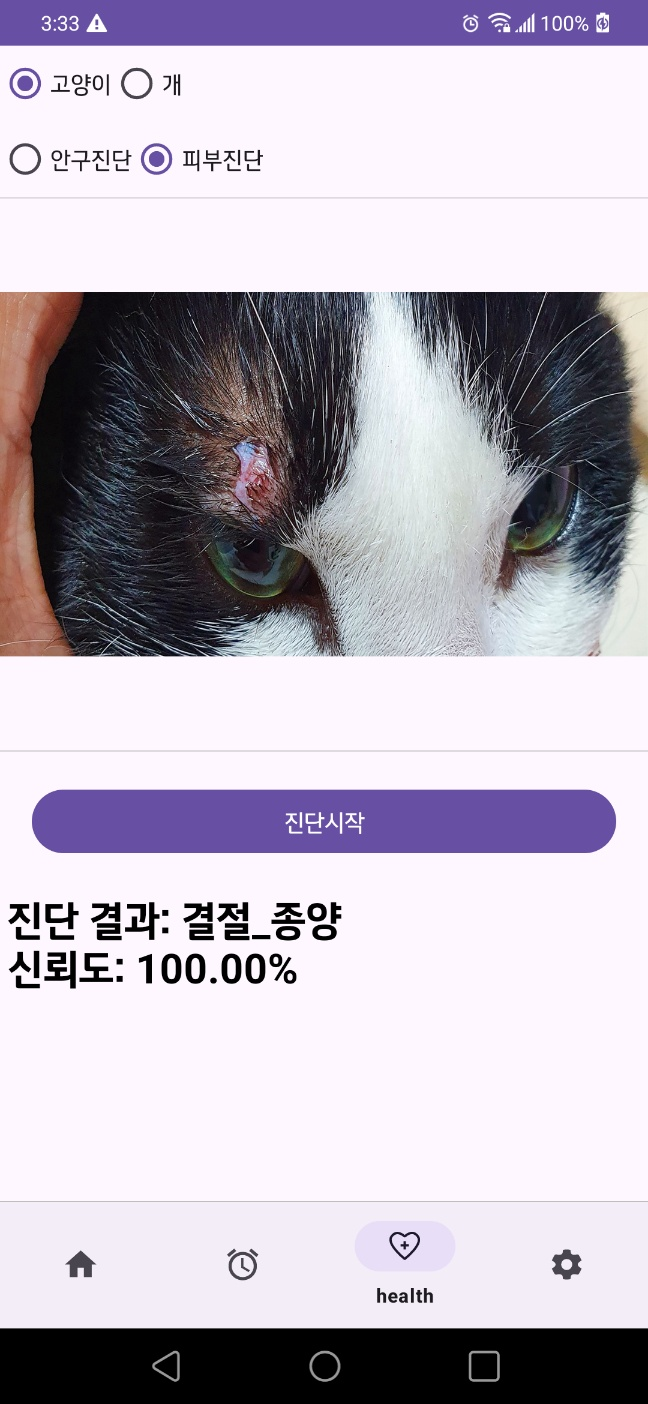 3:33 100%
고양이 개
안구진단 피부진단
진단시작
진단 결과: 결절_종양
신뢰도: 100.00%
health